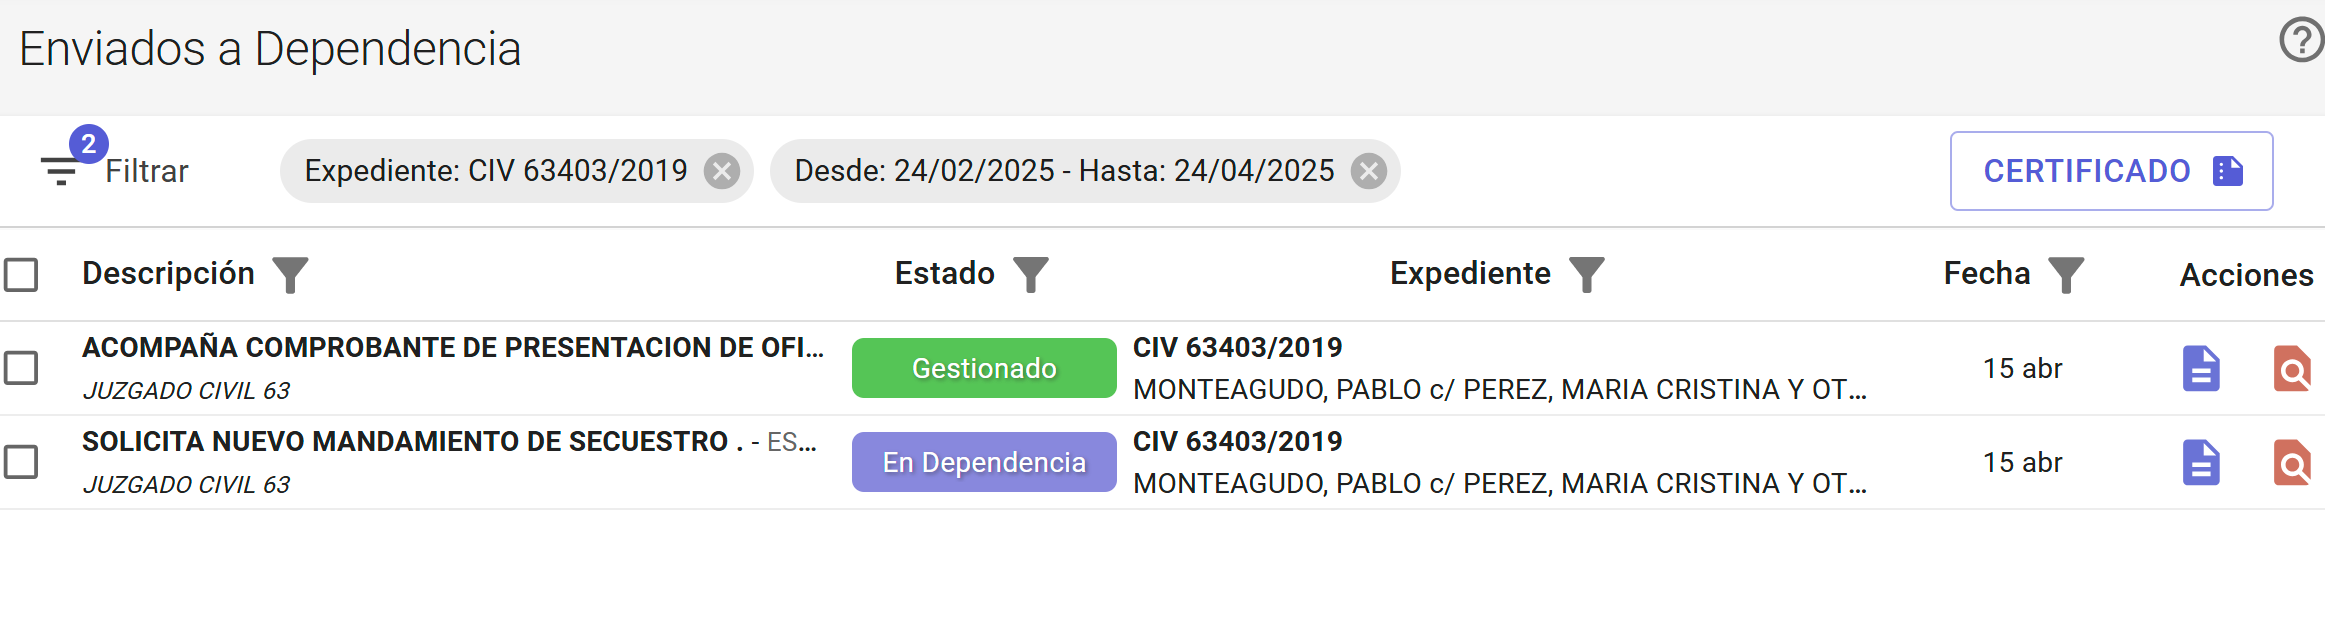 Enviados a Dependencia
2
Filtrar
Expediente: CIV 63403/2019
Desde: 24/02/2025 - Hasta: 24/04/2025
CERTIFICADO
Descripción
Estado
Expediente
Fecha
Acciones
ACOMPAÑA COMPROBANTE DE PRESENTACION DE OFI...
JUZGADO CIVIL 63
Gestionado
CIV 63403/2019
MONTEAGUDO, PABLO c/ PEREZ, MARIA CRISTINA Y OT...
15 abr
SOLICITA NUEVO MANDAMIENTO DE SECUESTRO . - ES...
JUZGADO CIVIL 63
En Dependencia
CIV 63403/2019
MONTEAGUDO, PABLO c/ PEREZ, MARIA CRISTINA Y OT...
15 abr